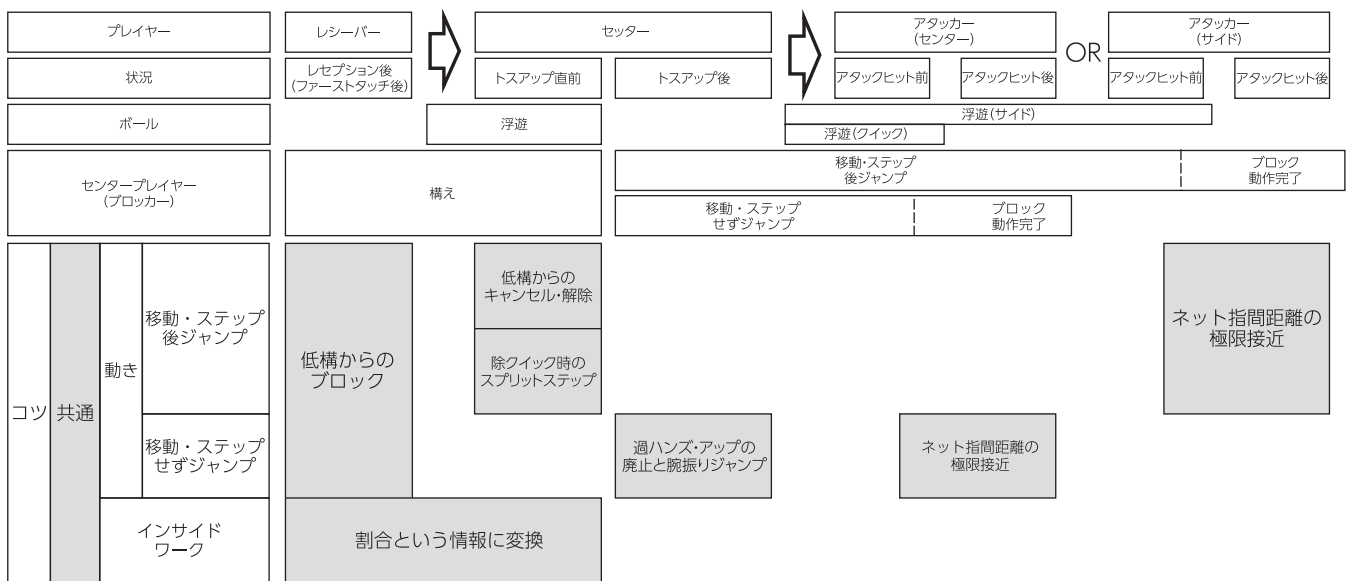 プレイヤー
レシーバー
セッター
アタッカー
(センター)
OR
アタッカー
(サイド)
状況
レセプション後
(ファーストタッチ後)
トスアップ直前
トスアップ後
アタックヒット前
アタックヒット後
アタックヒット前
アタックヒット後
ボール
浮遊
浮遊(サイド)
浮遊(クイック)
センタープレイヤー
(ブロッカー)
構え
移動・ステップ
後ジャンプ
ブロック
動作完了
移動・ステップ
せずジャンプ
ブロック
動作完了
コツ
共通
動き
移動・ステップ
後ジャンプ
移動・ステップ
せずジャンプ
インサイド
ワーク
低構からの
ブロック
低構からの
キャンセル・解除
除クイック時の
スプリットステップ
過ハンズ・アップの
廃止と腕振りジャンプ
ネット指間距離の
極限接近
ネット指間距離の
極限接近
割合という情報に変換